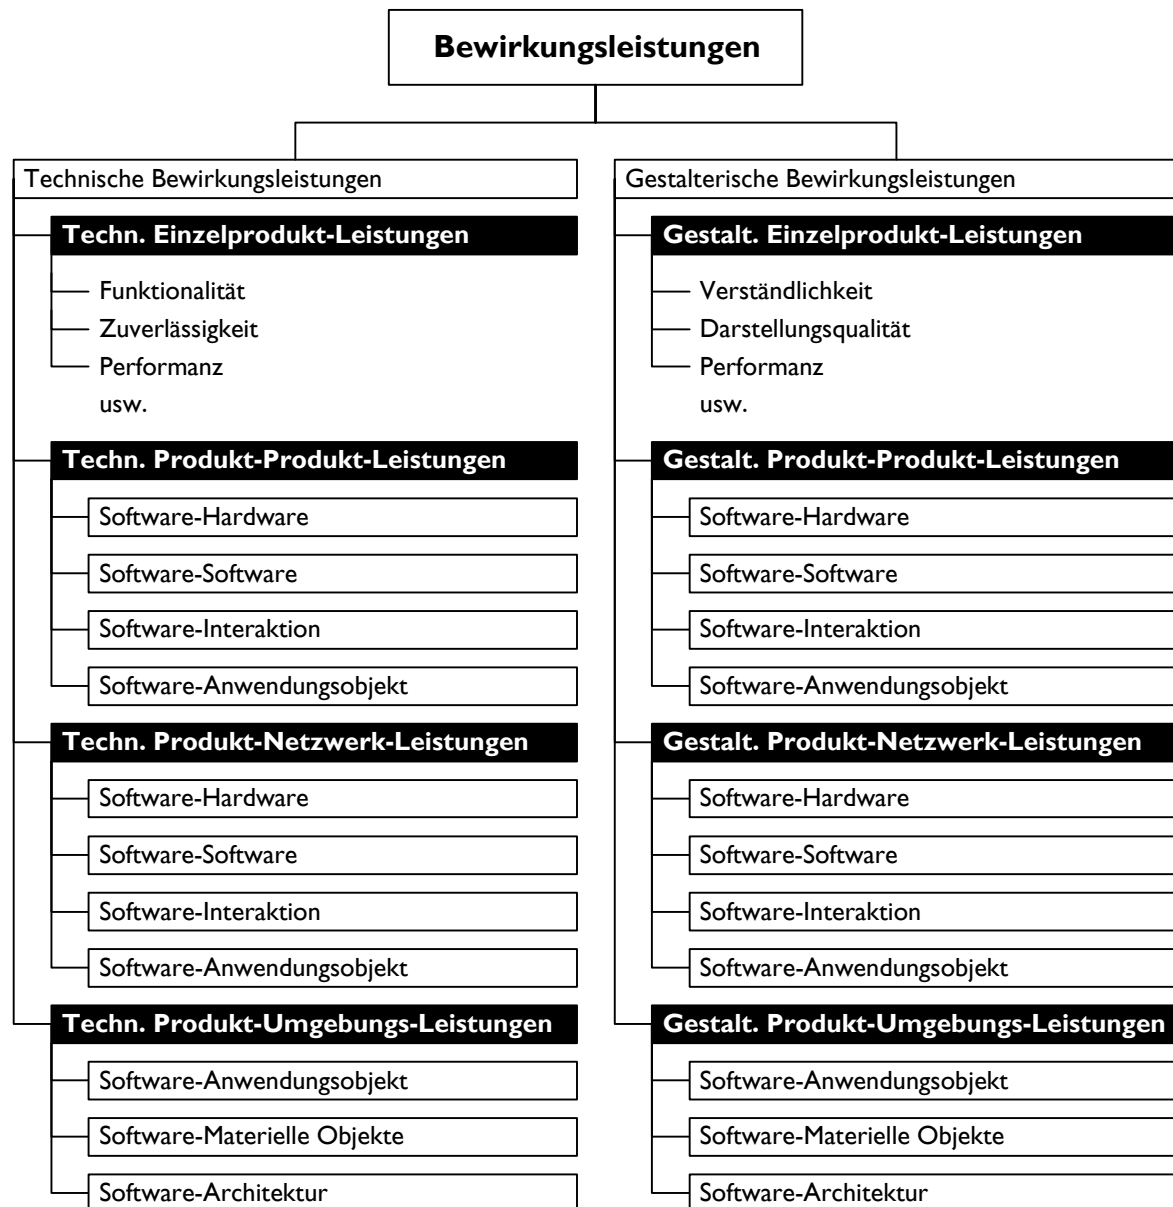 Bewirkungsleistungen
Technische Bewirkungsleistungen
Techn. Einzelprodukt-Leistungen
Funktionalität
Zuverlässigkeit
Performanz
usw.
Techn. Produkt-Produkt-Leistungen
Software-Hardware
Software-Software
Software-Interaktion
Software-Anwendungsobjekt
Techn. Produkt-Netzwerk-Leistungen
Software-Hardware
Software-Software
Software-Interaktion
Software-Anwendungsobjekt
Techn. Produkt-Umgebungs-Leistungen
Software-Anwendungsobjekt
Software-Materielle Objekte
Software-Architektur
Gestalterische Bewirkungsleistungen
Gestalt. Einzelprodukt-Leistungen
Verständlichkeit
Darstellungsqualität
Performanz
usw.
Gestalt. Produkt-Produkt-Leistungen
Software-Hardware
Software-Software
Software-Interaktion
Software-Anwendungsobjekt
Gestalt. Produkt-Netzwerk-Leistungen
Software-Hardware
Software-Software
Software-Interaktion
Software-Anwendungsobjekt
Gestalt. Produkt-Umgebungs-Leistungen
Software-Anwendungsobjekt
Software-Materielle Objekte
Software-Architektur